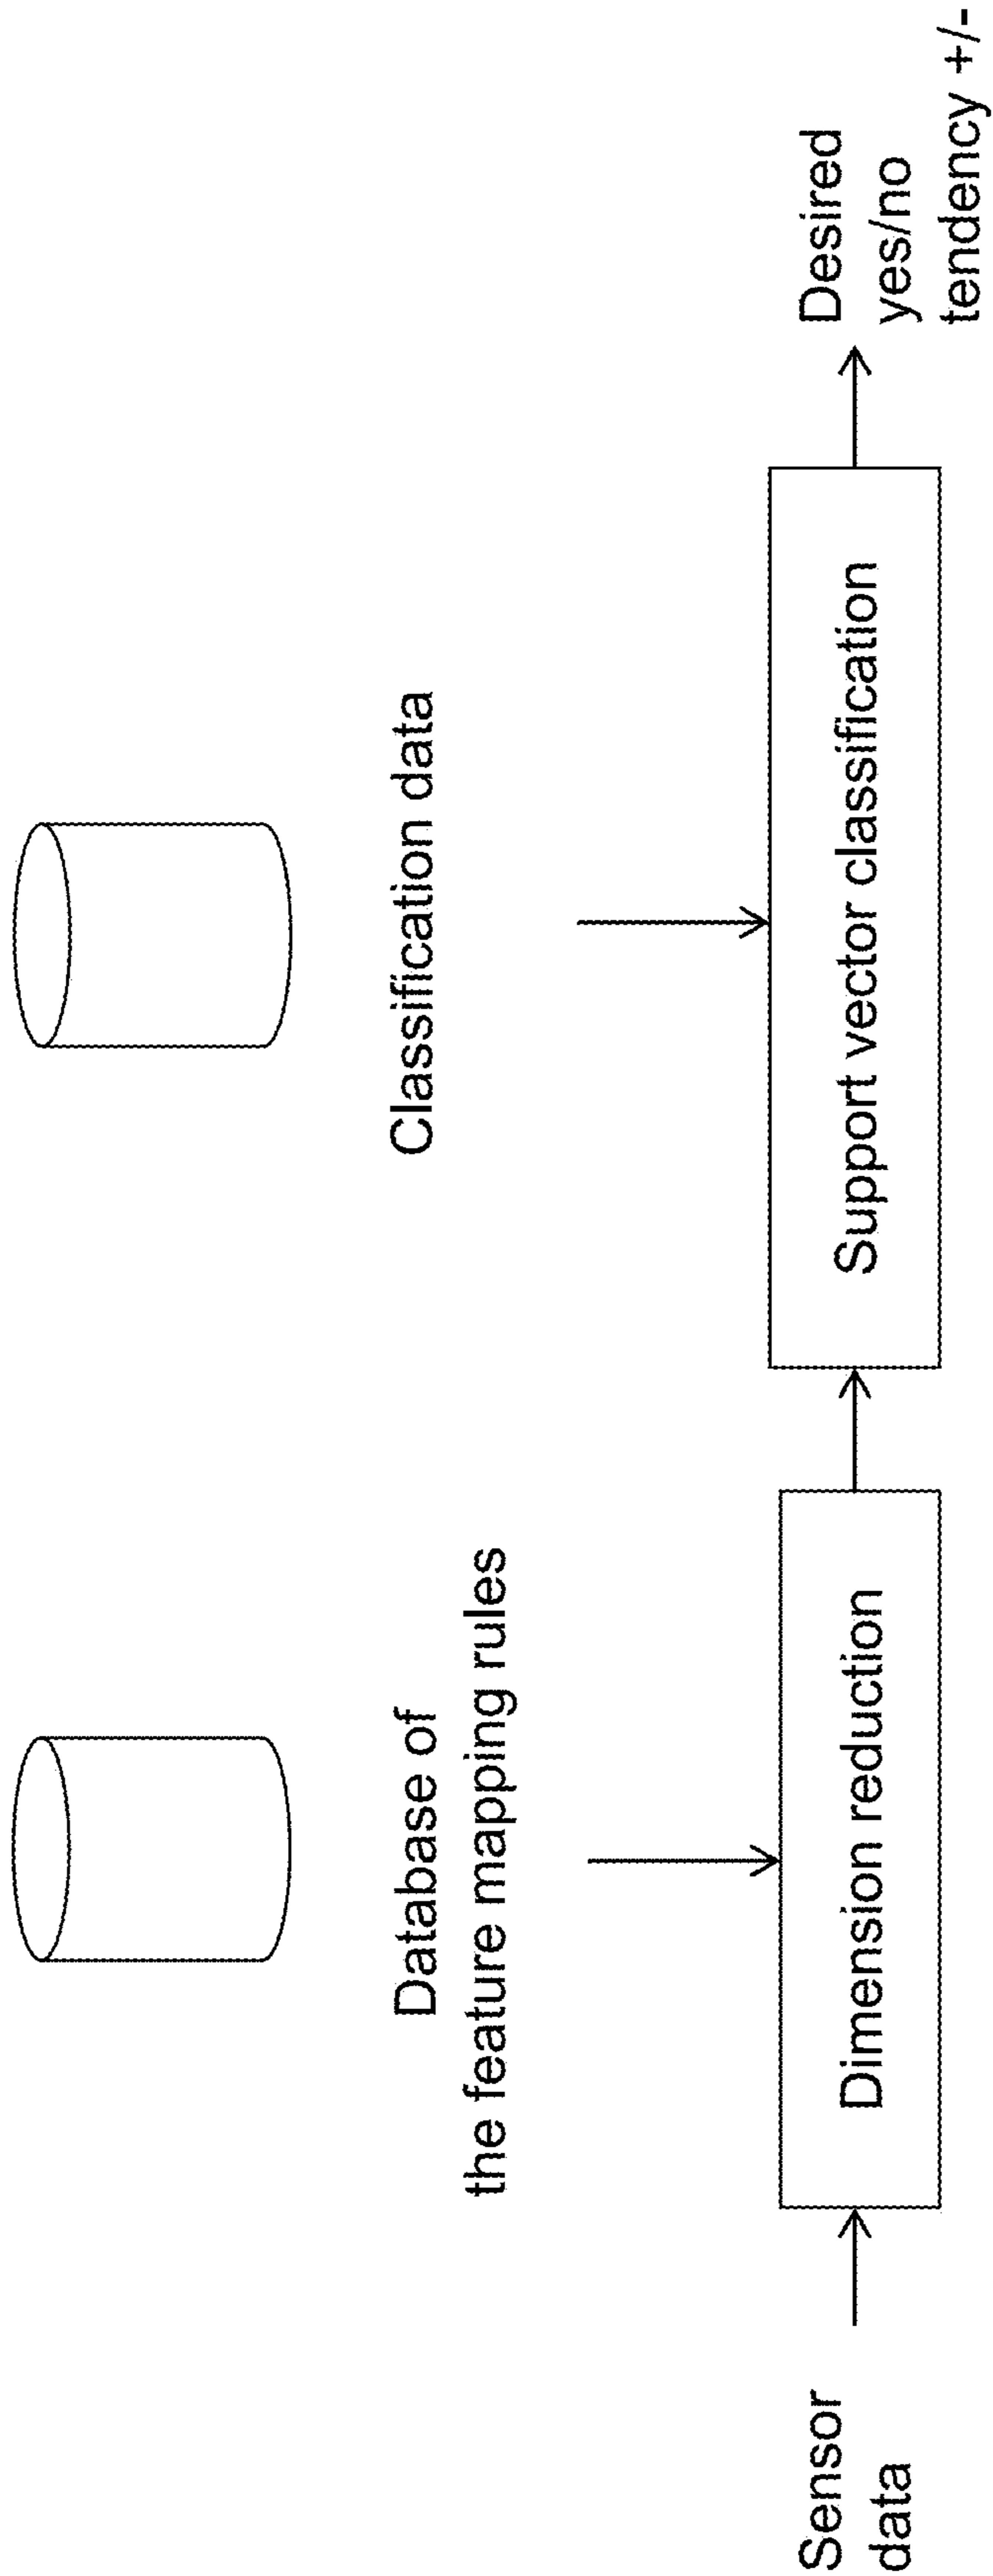 Database of
the feature mapping rules
Classification data
Sensor
data
Dimension reduction
Support vector classification
Desired
yes/no
tendency +/-